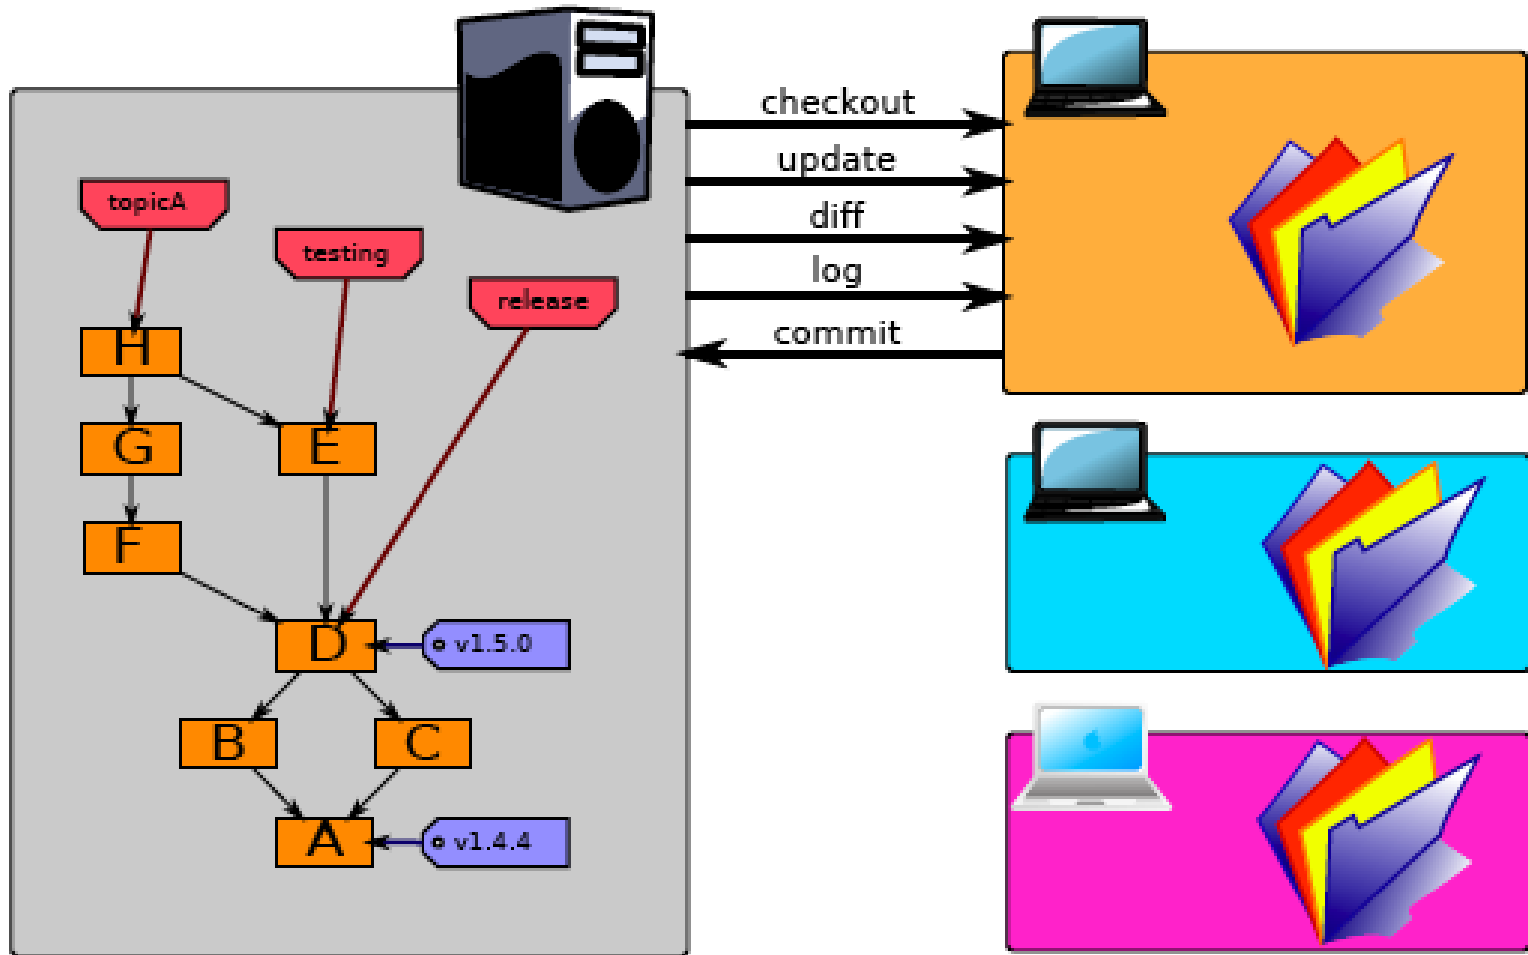 checkout
update
diff
log
commit
topicA
testing
release
H
G
E
F
D
v1.5.0
B
C
A
v1.4.4